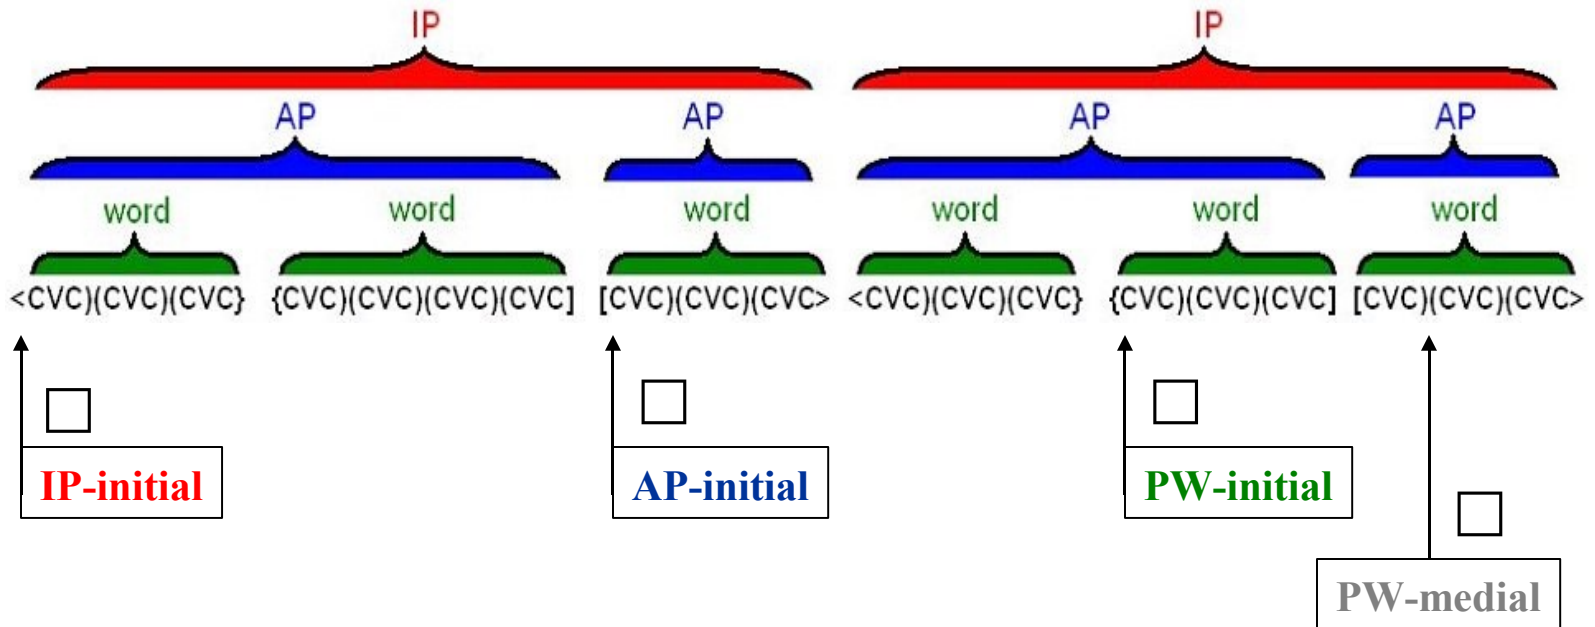 IP IP
AP AP AP AP
word word word word word word
<CVC)(CVC)(CVC} {CVC)(CVC)(CVC)(CVC] [CVC)(CVC)(CVC> <CVC)(CVC)(CVC} {CVC)(CVC)(CVC] [CVC)(CVC)(CVC>
IP-initial AP-initial PW-initial
PW-medial